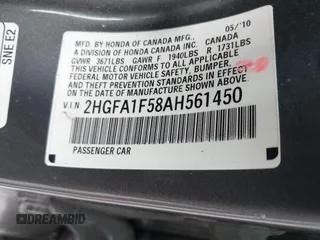 SNE E2
MFD. BY HONDA OF CANADA MFG.,
A DIVISION OF HONDA CANADA INC., CANADA 05/'10
GVWR 3671LBS GAWR F 1940LBS R 1731LBS
THIS VEHICLE CONFORMS TO ALL APPLICABLE
FEDERAL MOTOR VEHICLE SAFETY, BUMPER,
THEFT PREVENTION STANDARDS IN EFFECT ON THE
DATE OF MANUFACTURE SHOWN ABOVE.
V.I.N. 2HGFA1F58AH561450
PASSENGER CAR
DREAMBID